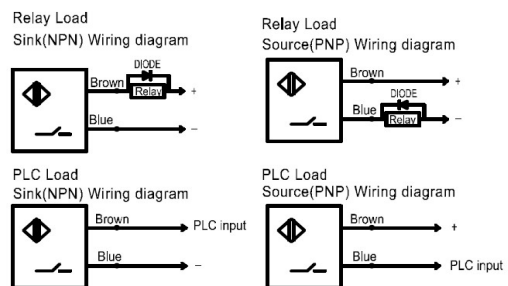 Relay Load
Sink(NPN) Wiring diagram
DIODE
Brown
Relay
+
Blue
–
Relay Load
Source(PNP) Wiring diagram
Brown
+
DIODE
Blue
Relay
–
PLC Load
Sink(NPN) Wiring diagram
Brown
PLC input
Blue
–
PLC Load
Source(PNP) Wiring diagram
Brown
+
Blue
PLC input